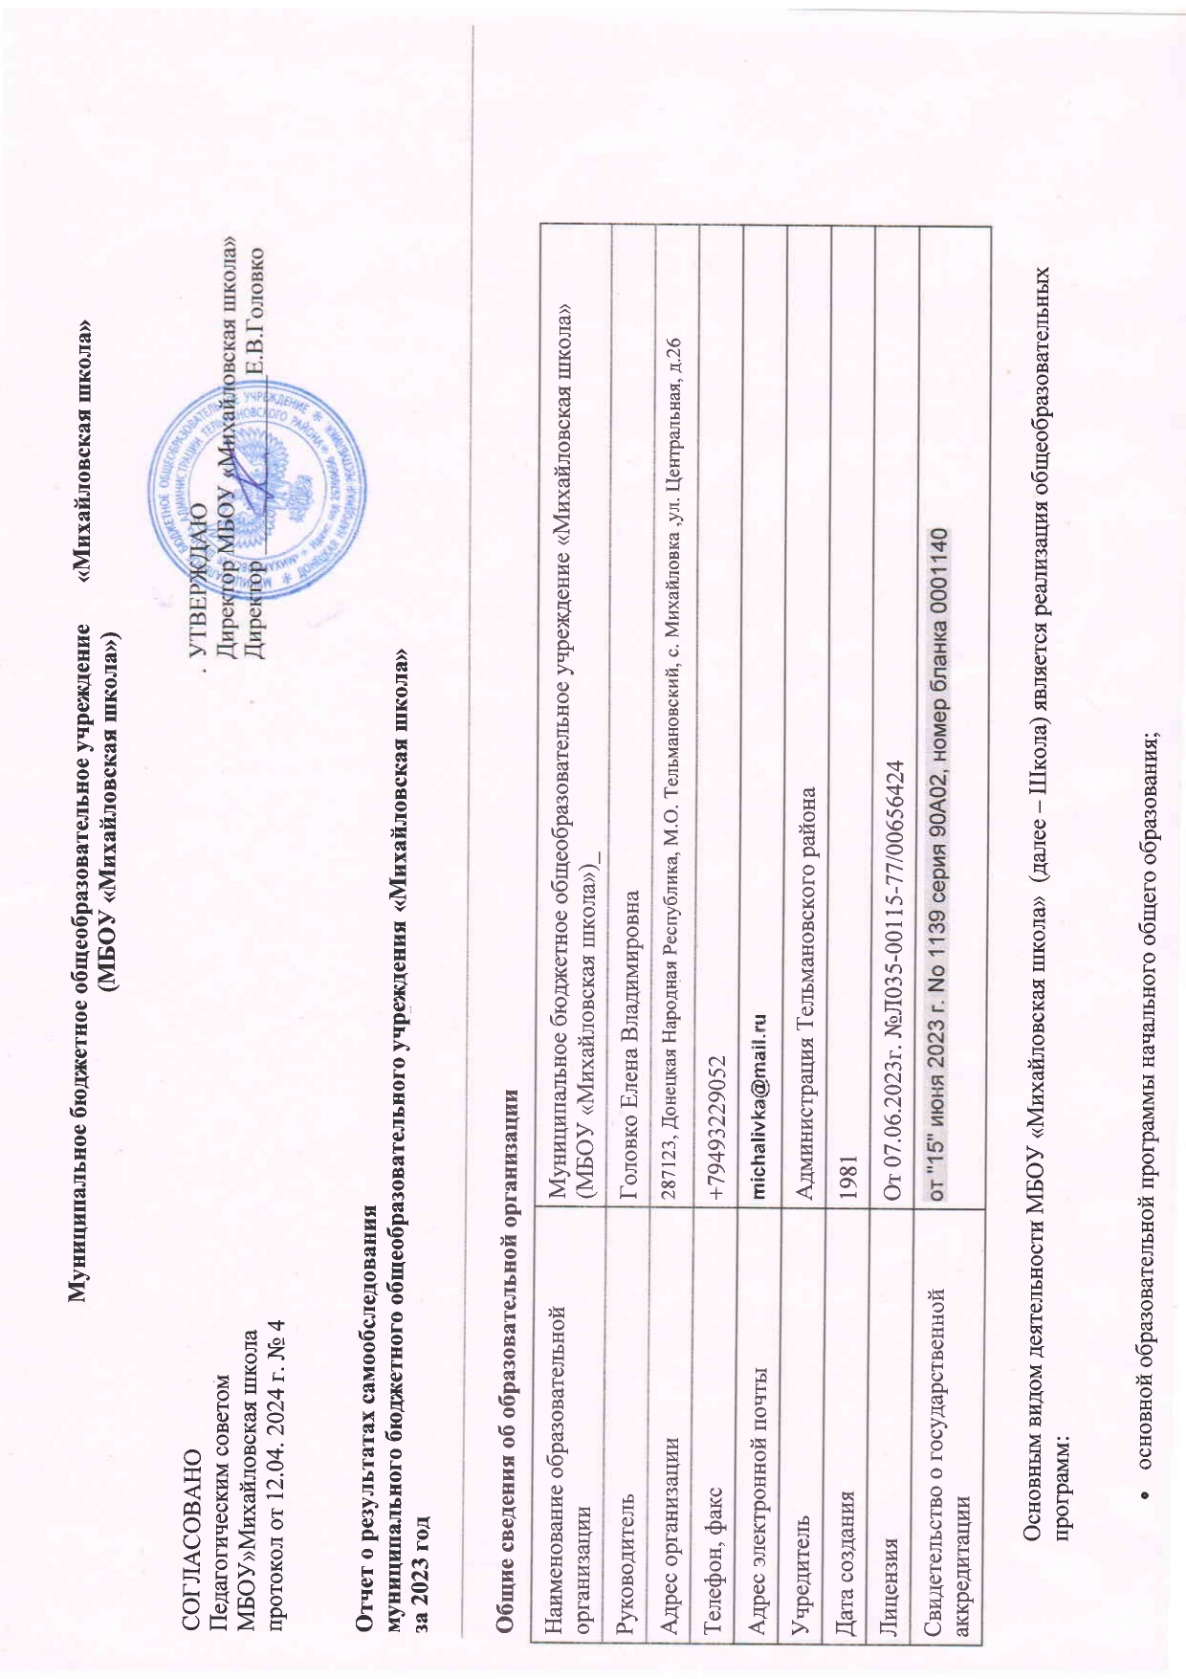 Муниципальное бюджетное общеобразовательное учреждение «Михайловская школа»
(МБОУ «Михайловская школа»)
СОГЛАСОВАНО
Педагогическим советом
МБОУ»Михайловская школа
протокол от 12.04. 2024 г. № 4
. УТВЕРЖДАЮ
Директор МБОУ «Михайловская школа»
Директор __________ Е.В.Головко
Отчет о результатах самообследования
муниципального бюджетного общеобразовательного учреждения «Михайловская школа»
за 2023 год
Общие сведения об образовательной организации
Наименование образовательной
организации
Муниципальное бюджетное общеобразовательное учреждение «Михайловская школа»
(МБОУ «Михайловская школа»)_
Руководитель
Головко Елена Владимировна
Адрес организации
287123, Донецкая Народная Республика, М.О. Тельмановский, с. Михайловка ,ул. Центральная, д.26
Телефон, факс
+79493229052
Адрес электронной почты
michalivka@mail.ru
Учредитель
Администрация Тельмановского района
Дата создания
1981
Лицензия
От 07.06.2023г. №Л035-00115-77/00656424
Свидетельство о государственной
аккредитации
от "15" июня 2023 г. No 1139 серия 90А02, номер бланка 0001140
Основным видом деятельности МБОУ «Михайловская школа» (далее – Школа) является реализация общеобразовательных
программ:
• основной образовательной программы начального общего образования;